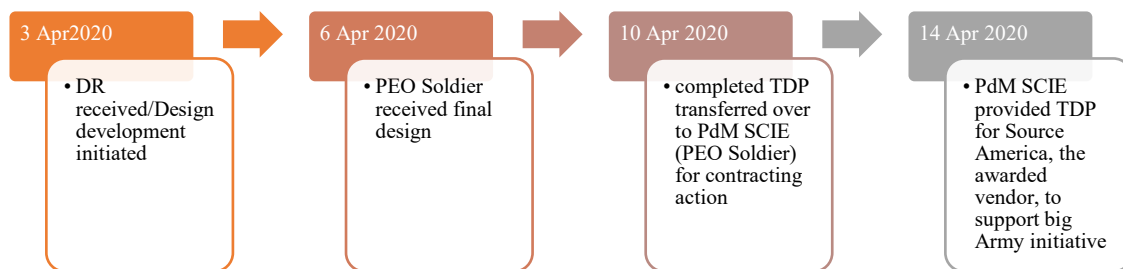 3 Apr2020
• DR
received/Design
development
initiated
6 Apr 2020
• PEO Soldier
received final
design
10 Apr 2020
• completed TDP
transferred over
to PdM SCIE
(PEO Soldier)
for contracting
action
14 Apr 2020
• PdM SCIE
provided TDP
for Source
America, the
awarded
vendor, to
support big
Army initiative